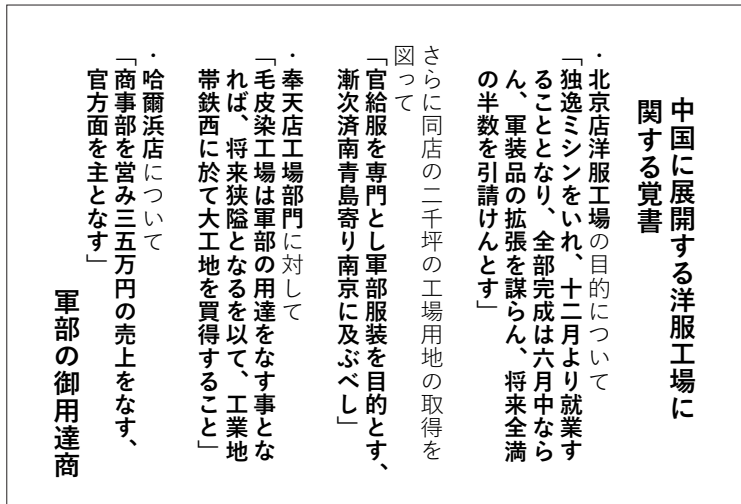 中国に展開する洋服工場に
関する覚書
・北京店洋服工場の目的について
「独逸ミシンをいれ、十二月より就業す
ることとなり、全部完成は六月中なら
ん、軍装品の拡張を謀らん、将来全満
の半数を引請けんとす」
さらに同店の二千坪の工場用地の取得を
図って
「官給服を専門とし軍部服装を目的とす、
漸次済南青島寄り南京に及ぶべし」
・奉天店工場部門に対して
「毛皮染工場は軍部の用達をなす事とな
れば、将来狭隘となるを以て、工業地
帯鉄西に於て大工地を買得すること」
・哈爾浜店について
「商事部を営み三五万円の売上をなす、
官方面を主となす」
軍部の御用達商